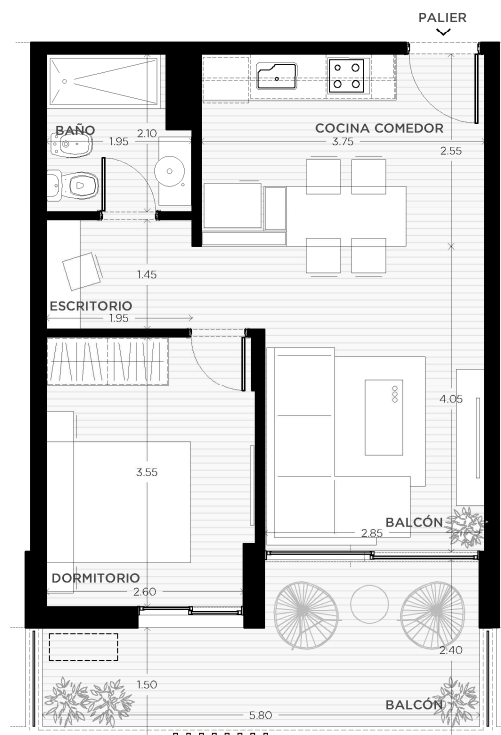 PALIER
BAÑO
2.10
1.95
COCINA COMEDOR
3.75
2.55
1.45
ESCRITORIO
1.95
4.05
3.55
BALCÓN
2.85
DORMITORIO
2.60
2.40
1.50
BALCÓN
5.80